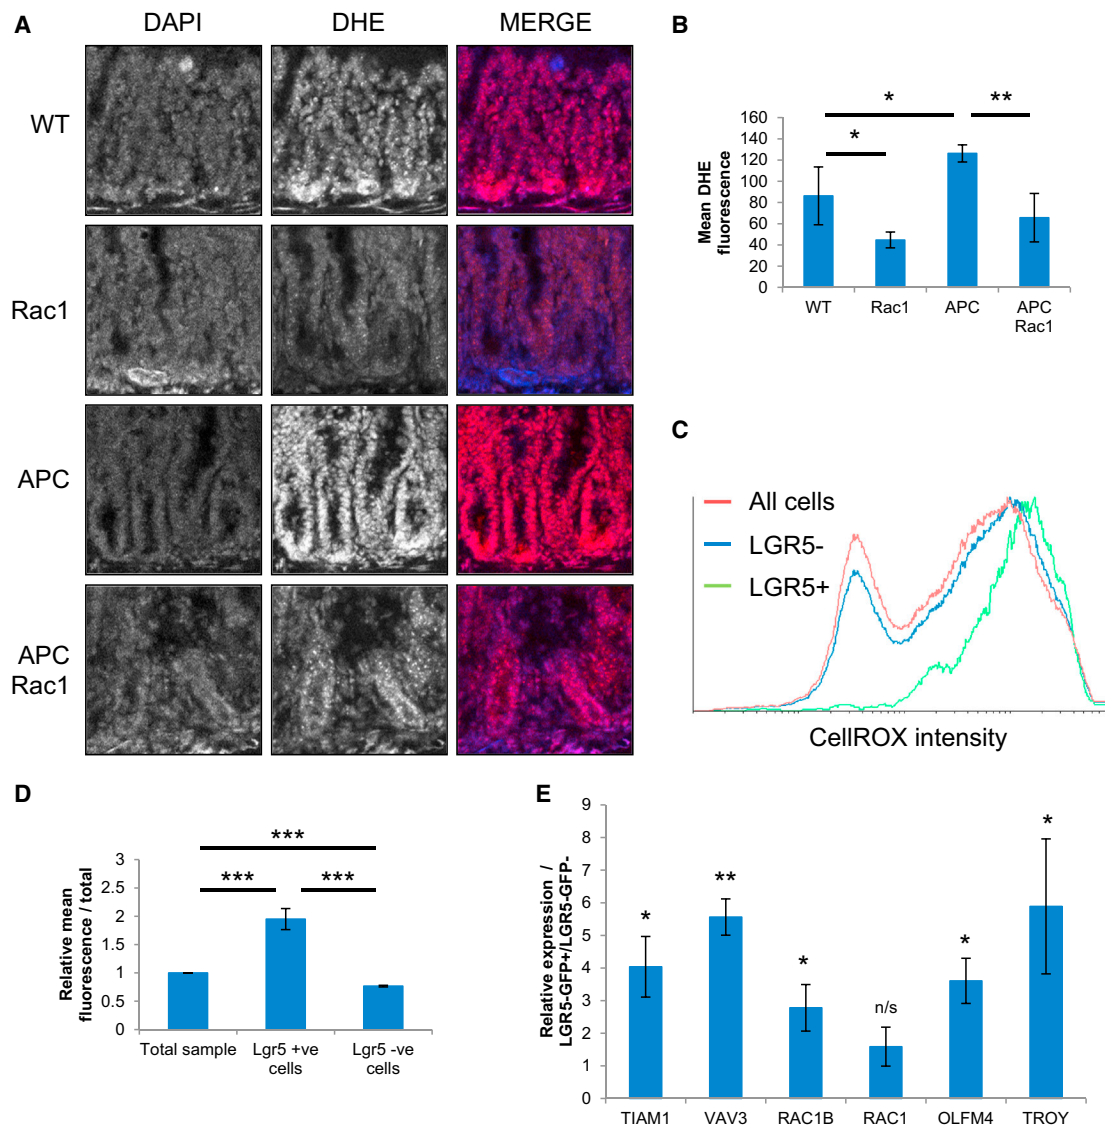 A
DAPI DHE MERGE
WT
Rac1
APC
APC
Rac1
B
* **
*
Mean DHE
fluorescence
160
140
120
100
80
60
40
20
0
WT Rac1 APC APC
Rac1
C
All cells
LGR5-
LGR5+
CellROX intensity
D
***
*** ***
Relative mean
fluorescence / total
3
2.5
2
1.5
1
0.5
0
Total sample Lgr5 +ve Lgr5 -ve
cells cells
E
Relative expression /
LGR5-GFP+/LGR5-GFP-
9
8
7
6
5
4
3
2
1
0
* ** * n/s * *
TIAM1 VAV3 RAC1B RAC1 OLFM4 TROY